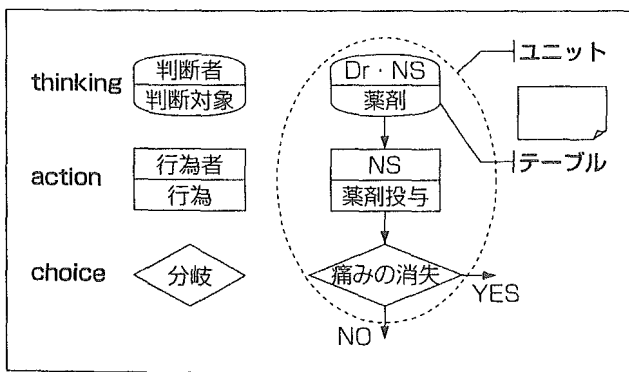 thinking
判断者
判断対象
Dr・NS
薬剤
ユニット
テーブル
action
行為者
行為
NS
薬剤投与
choice
分岐
痛みの消失
YES
NO